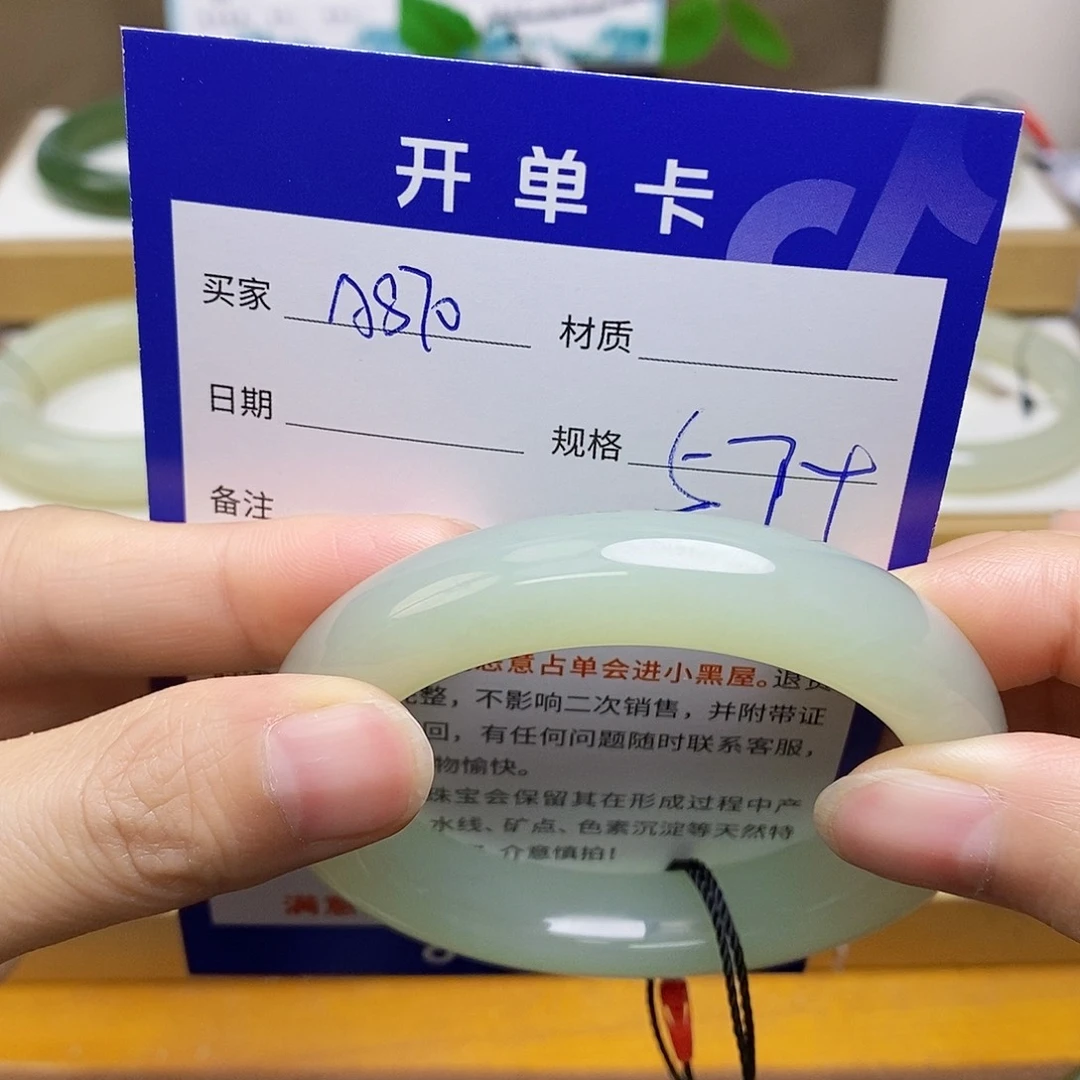 开单卡
买家 A870 材质
日期 规格 57+
备注
恶意占单会进小黑屋。退货
完整，不影响二次销售，并附带证
回，有任何问题随时联系客服，
物愉快。
珠宝会保留其在形成过程中产
水线、矿点、色素沉淀等天然特
介意慎拍！
满意